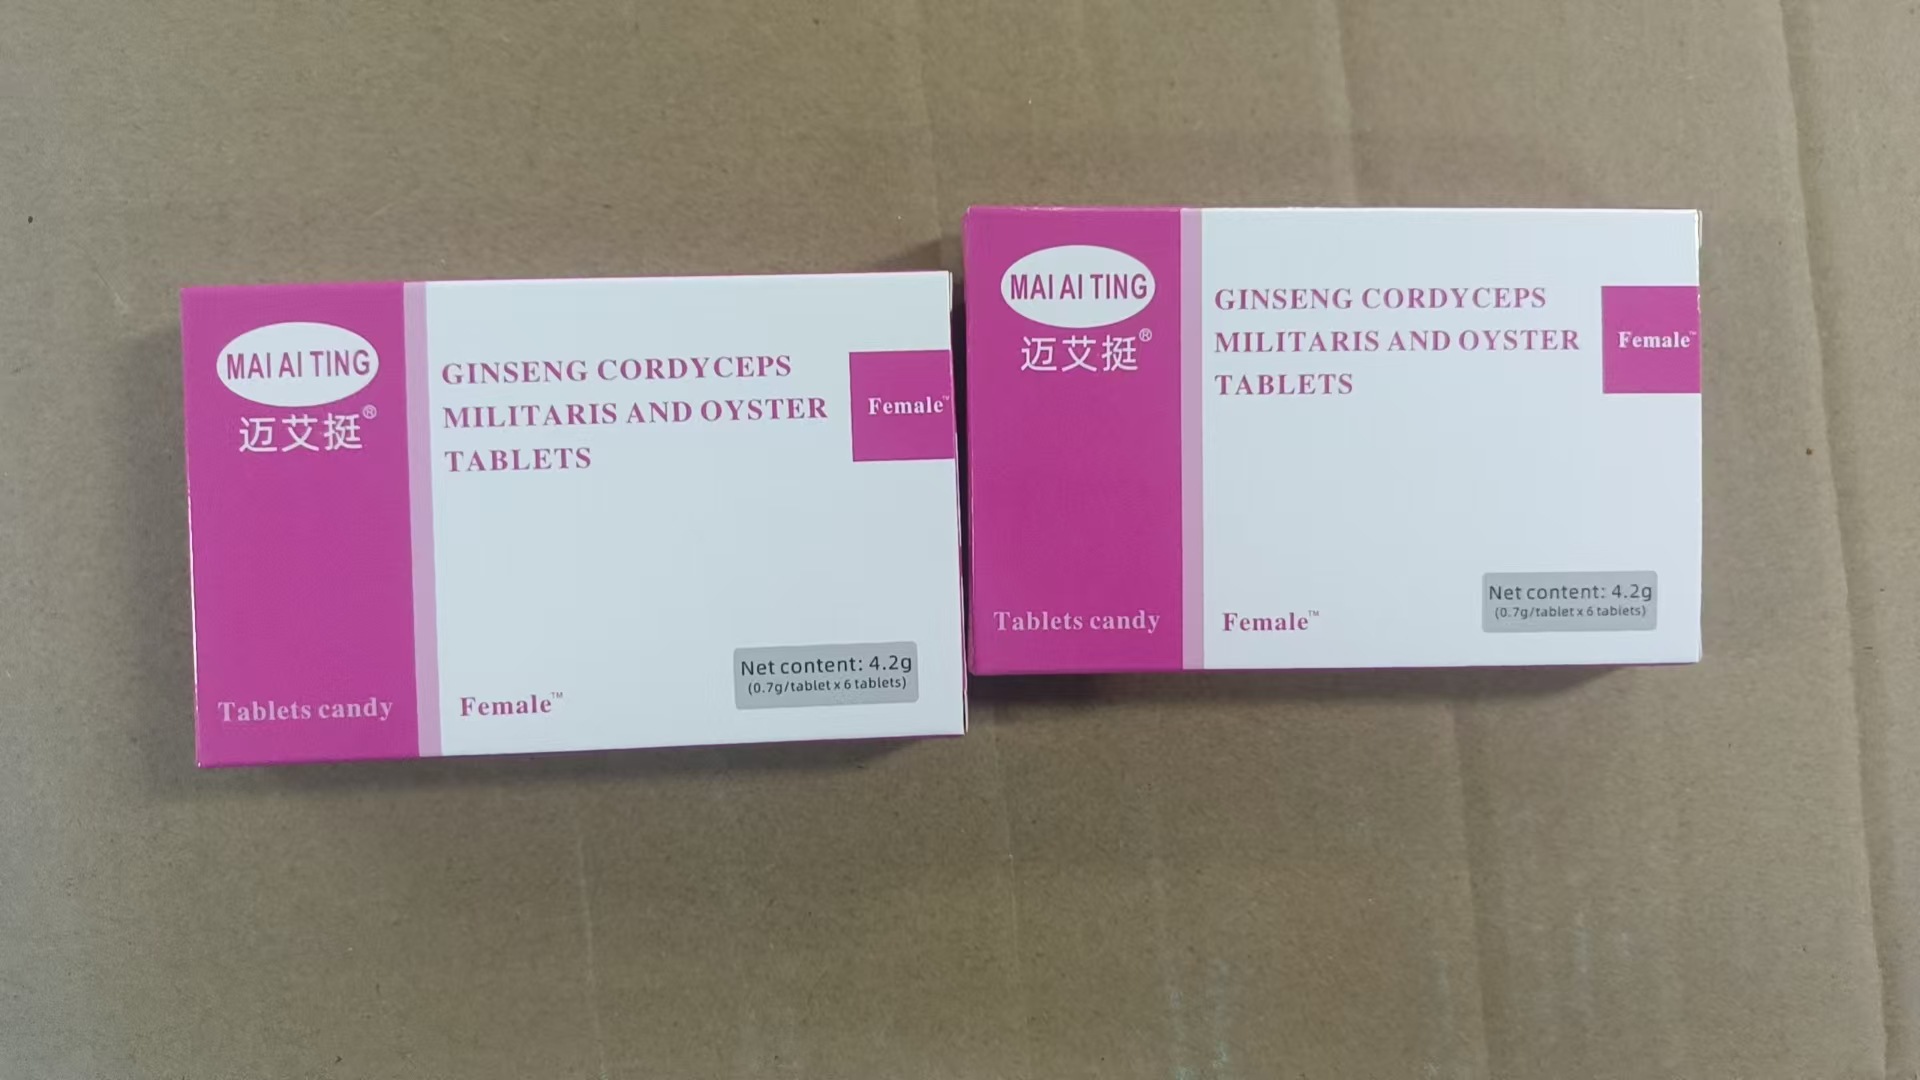 MAI AI TING
迈艾挺®
GINSENG CORDYCEPS
MILITARIS AND OYSTER
TABLETS
Female™
Tablets candy
Female™
Net content: 4.2g
(0.7g/tablet x 6 tablets)
MAI AI TING
迈艾挺®
GINSENG CORDYCEPS
MILITARIS AND OYSTER
TABLETS
Female™
Tablets candy
Female™
Net content: 4.2g
(0.7g/tablet x 6 tablets)